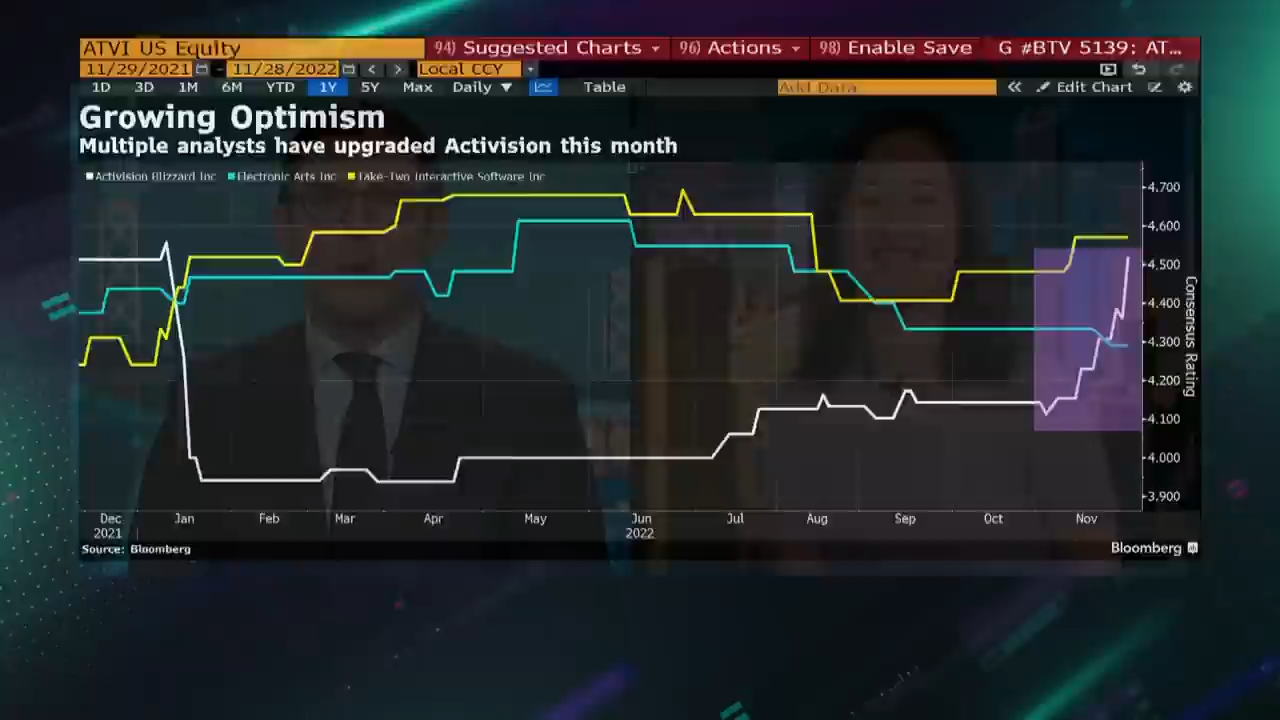 ATVI US Equity 94) Suggested Charts 96) Actions 98) Enable Save G #BTV 5139: AT...
11/29/2021 - 11/28/2022 < > Local CCY
1D 3D 1M 6M YTD 1Y 5Y Max Daily ▼ Table Add Data « Edit Chart
Growing Optimism
Multiple analysts have upgraded Activision this month
Activision Blizzard Inc Electronic Arts Inc Take-Two Interactive Software Inc
4.700
4.600
4.500
4.400
4.300
4.200
4.100
4.000
3.900
Consensus Rating
Dec Jan Feb Mar Apr May Jun Jul Aug Sep Oct Nov
2021 2022
Source: Bloomberg
Bloomberg